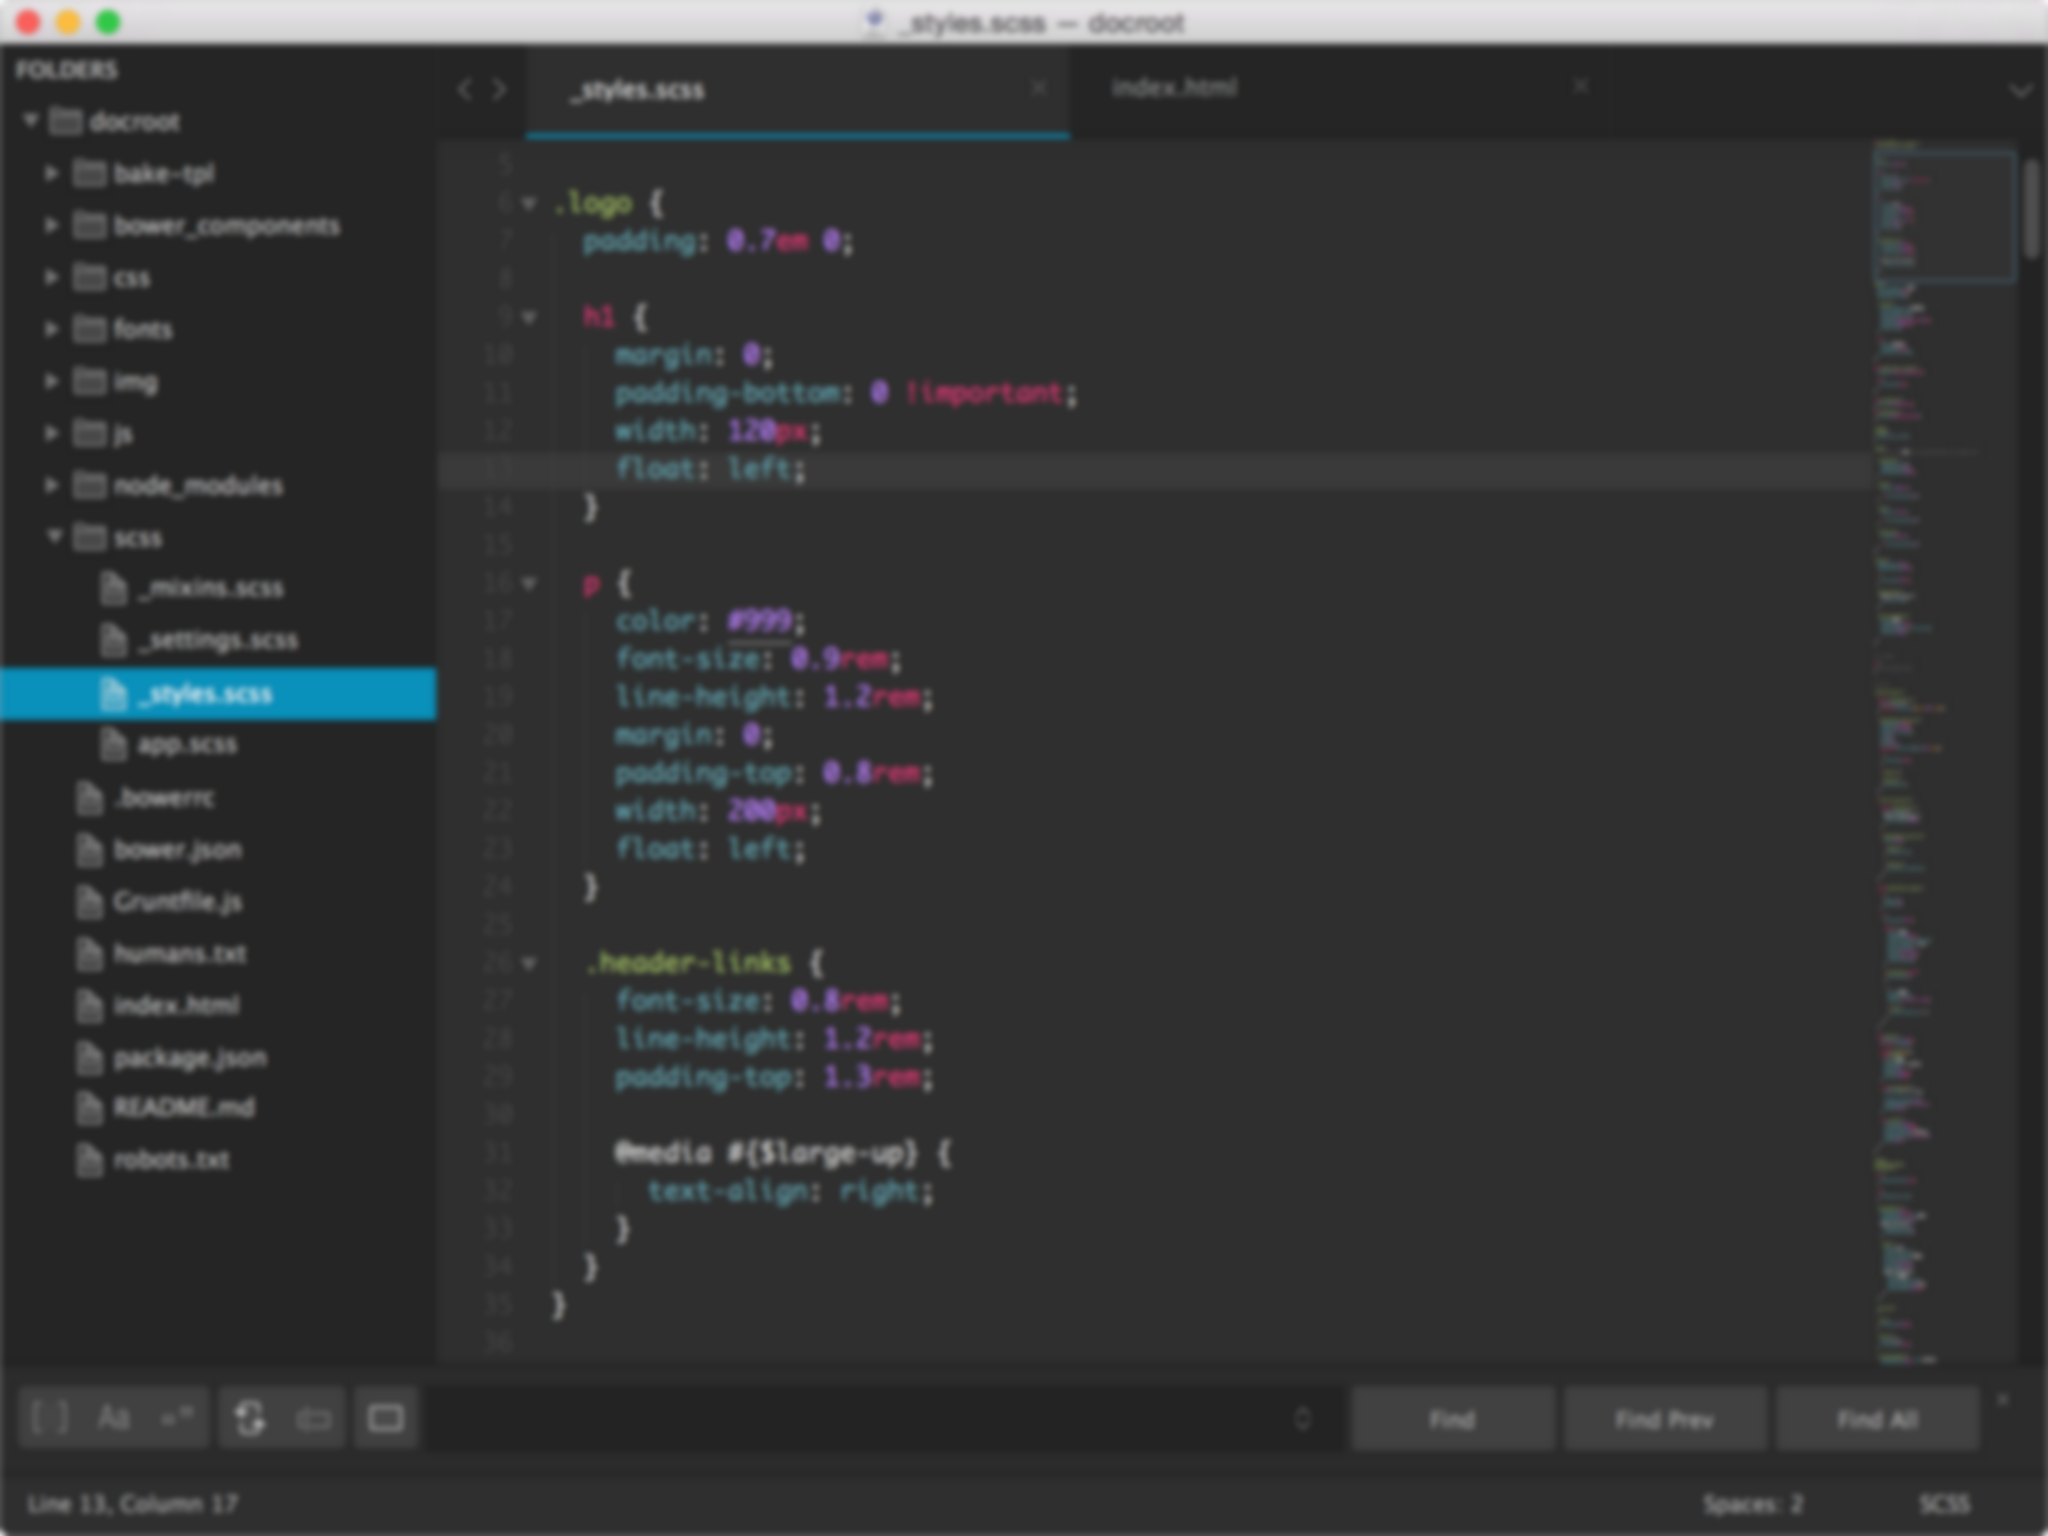 _styles.scss — docroot
FOLDERS
docroot
bake-tpl
bower_components
css
fonts
img
js
node_modules
scss
_mixins.scss
_settings.scss
_styles.scss
app.scss
.bowerrc
bower.json
Gruntfile.js
humans.txt
index.html
package.json
README.md
robots.txt
_styles.scss
index.html
5
6 .logo {
7 padding: 0.7em 0;
8
9 h1 {
10 margin: 0;
11 padding-bottom: 0 !important;
12 width: 120px;
13 float: left;
14 }
15
16 p {
17 color: #999;
18 font-size: 0.9rem;
19 line-height: 1.2rem;
20 margin: 0;
21 padding-top: 0.8rem;
22 width: 200px;
23 float: left;
24 }
25
26 .header-links {
27 font-size: 0.8rem;
28 line-height: 1.2rem;
29 padding-top: 1.3rem;
30
31 @media #{$large-up} {
32 text-align: right;
33 }
34 }
35 }
36
Aa
Find
Find Prev
Find All
Line 13, Column 17
Spaces: 2
SCSS